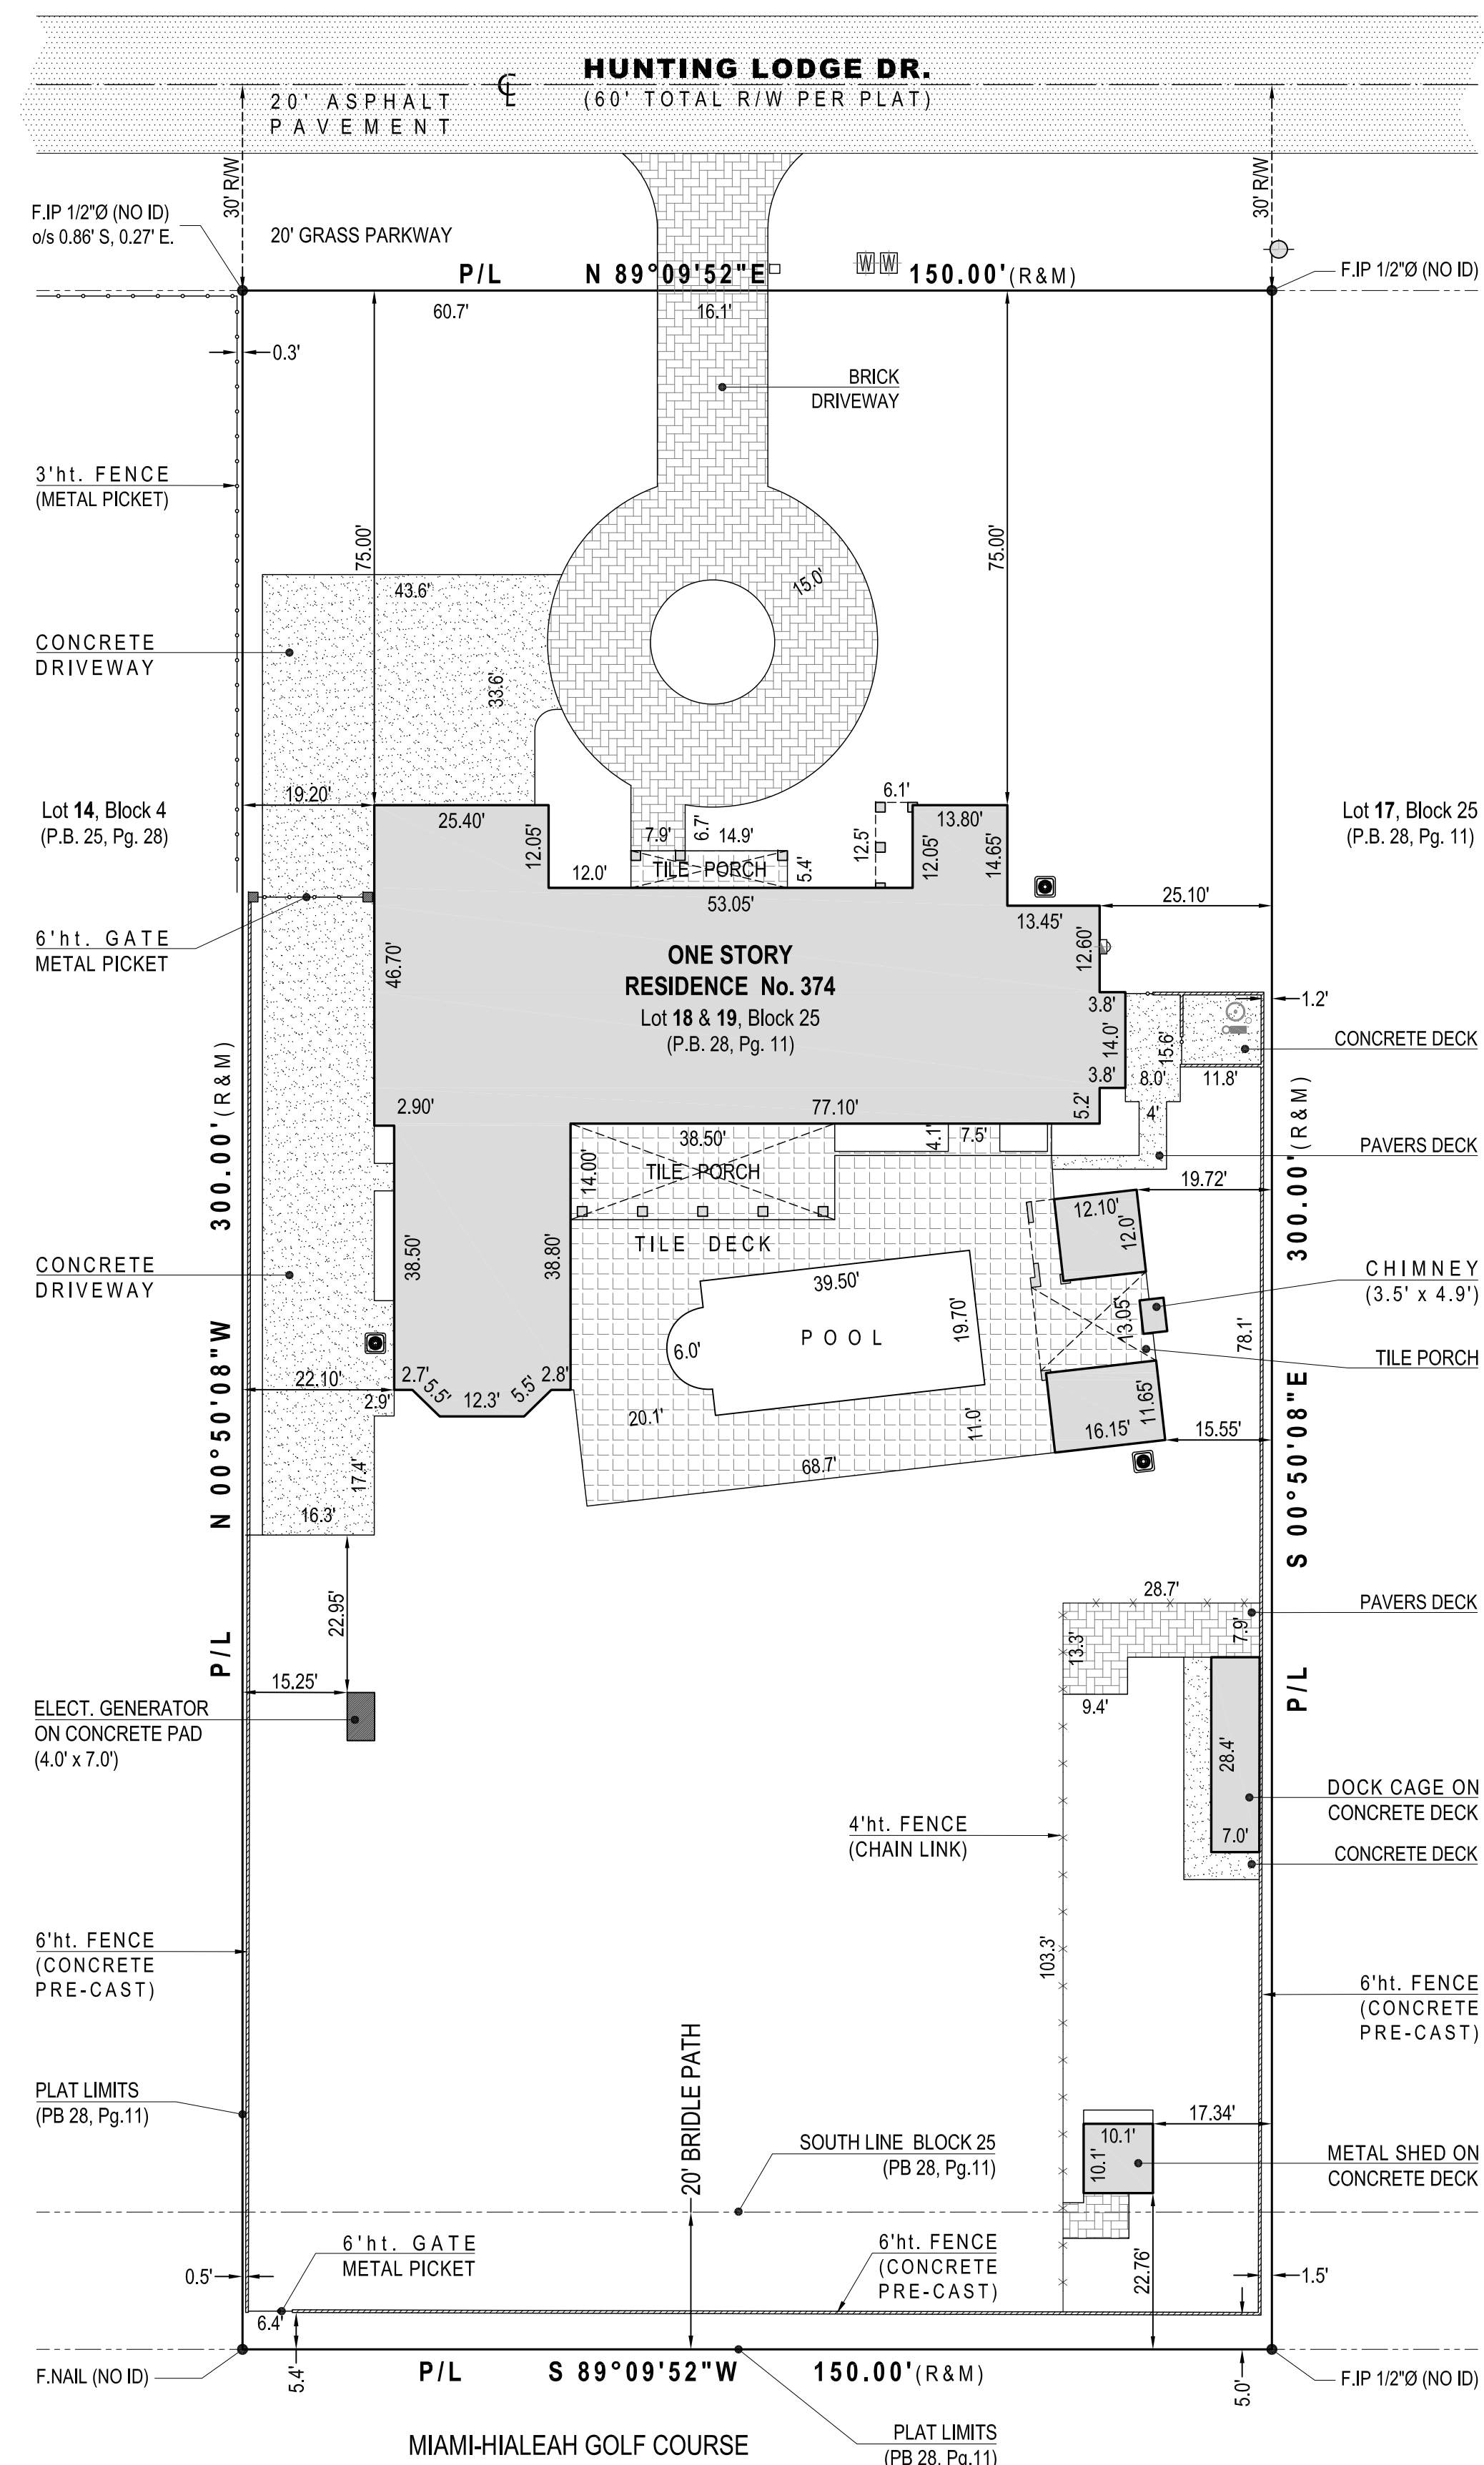 HUNTING LODGE DR.
(60' TOTAL R/W PER PLAT)
20' ASPHALT
PAVEMENT
30' R/W
30' R/W
F.IP 1/2"Ø (NO ID)
o/s 0.86' S, 0.27' E.
20' GRASS PARKWAY
W W
P/L N 89°09'52"E 150.00'(R&M)
F.IP 1/2"Ø (NO ID)
60.7'
16.1'
0.3'
BRICK
DRIVEWAY
3'ht. FENCE
(METAL PICKET)
75.00'
75.00'
43.6'
15.0'
CONCRETE
DRIVEWAY
33.6'
Lot 14, Block 4
(P.B. 25, Pg. 28)
19.20'
25.40'
12.05'
12.0'
7.9'
6.7'
14.9'
5.4'
TILE PORCH
6.1'
12.5'
13.80'
12.05'
14.65'
Lot 17, Block 25
(P.B. 28, Pg. 11)
53.05'
13.45'
25.10'
12.60'
6'ht. GATE
METAL PICKET
46.70'
ONE STORY
RESIDENCE No. 374
Lot 18 & 19, Block 25
(P.B. 28, Pg. 11)
3.8'
14.0'
3.8'
5.2'
15.6'
8.0'
11.8'
4'
1.2'
CONCRETE DECK
PAVERS DECK
2.90'
77.10'
38.50'
14.00'
TILE PORCH
4.1'
7.5'
19.72'
TILE DECK
12.10'
12.0'
N 00°50'08"W 300.00'(R&M)
P/L
S 00°50'08"E 300.00'(R&M)
P/L
CONCRETE
DRIVEWAY
38.50'
38.80'
39.50'
19.70'
POOL
6.0'
13.05'
CHIMNEY
(3.5' x 4.9')
78.1'
TILE PORCH
22.10'
2.9'
2.7'
5.5'
12.3'
5.5'
2.8'
20.1'
11.0'
11.65'
16.15'
15.55'
68.7'
17.4'
16.3'
22.95'
15.25'
ELECT. GENERATOR
ON CONCRETE PAD
(4.0' x 7.0')
28.7'
7.9'
13.3'
9.4'
PAVERS DECK
28.4'
7.0'
DOCK CAGE ON
CONCRETE DECK
CONCRETE DECK
4'ht. FENCE
(CHAIN LINK)
103.3'
6'ht. FENCE
(CONCRETE
PRE-CAST)
6'ht. FENCE
(CONCRETE
PRE-CAST)
PLAT LIMITS
(PB 28, Pg.11)
20' BRIDLE PATH
SOUTH LINE BLOCK 25
(PB 28, Pg.11)
17.34'
10.1'
10.1'
METAL SHED ON
CONCRETE DECK
22.76'
6'ht. GATE
METAL PICKET
6'ht. FENCE
(CONCRETE
PRE-CAST)
0.5'
1.5'
6.4'
5.4'
5.0'
F.NAIL (NO ID)
P/L S 89°09'52"W 150.00'(R&M)
F.IP 1/2"Ø (NO ID)
MIAMI-HIALEAH GOLF COURSE
PLAT LIMITS
(PB 28, Pg.11)